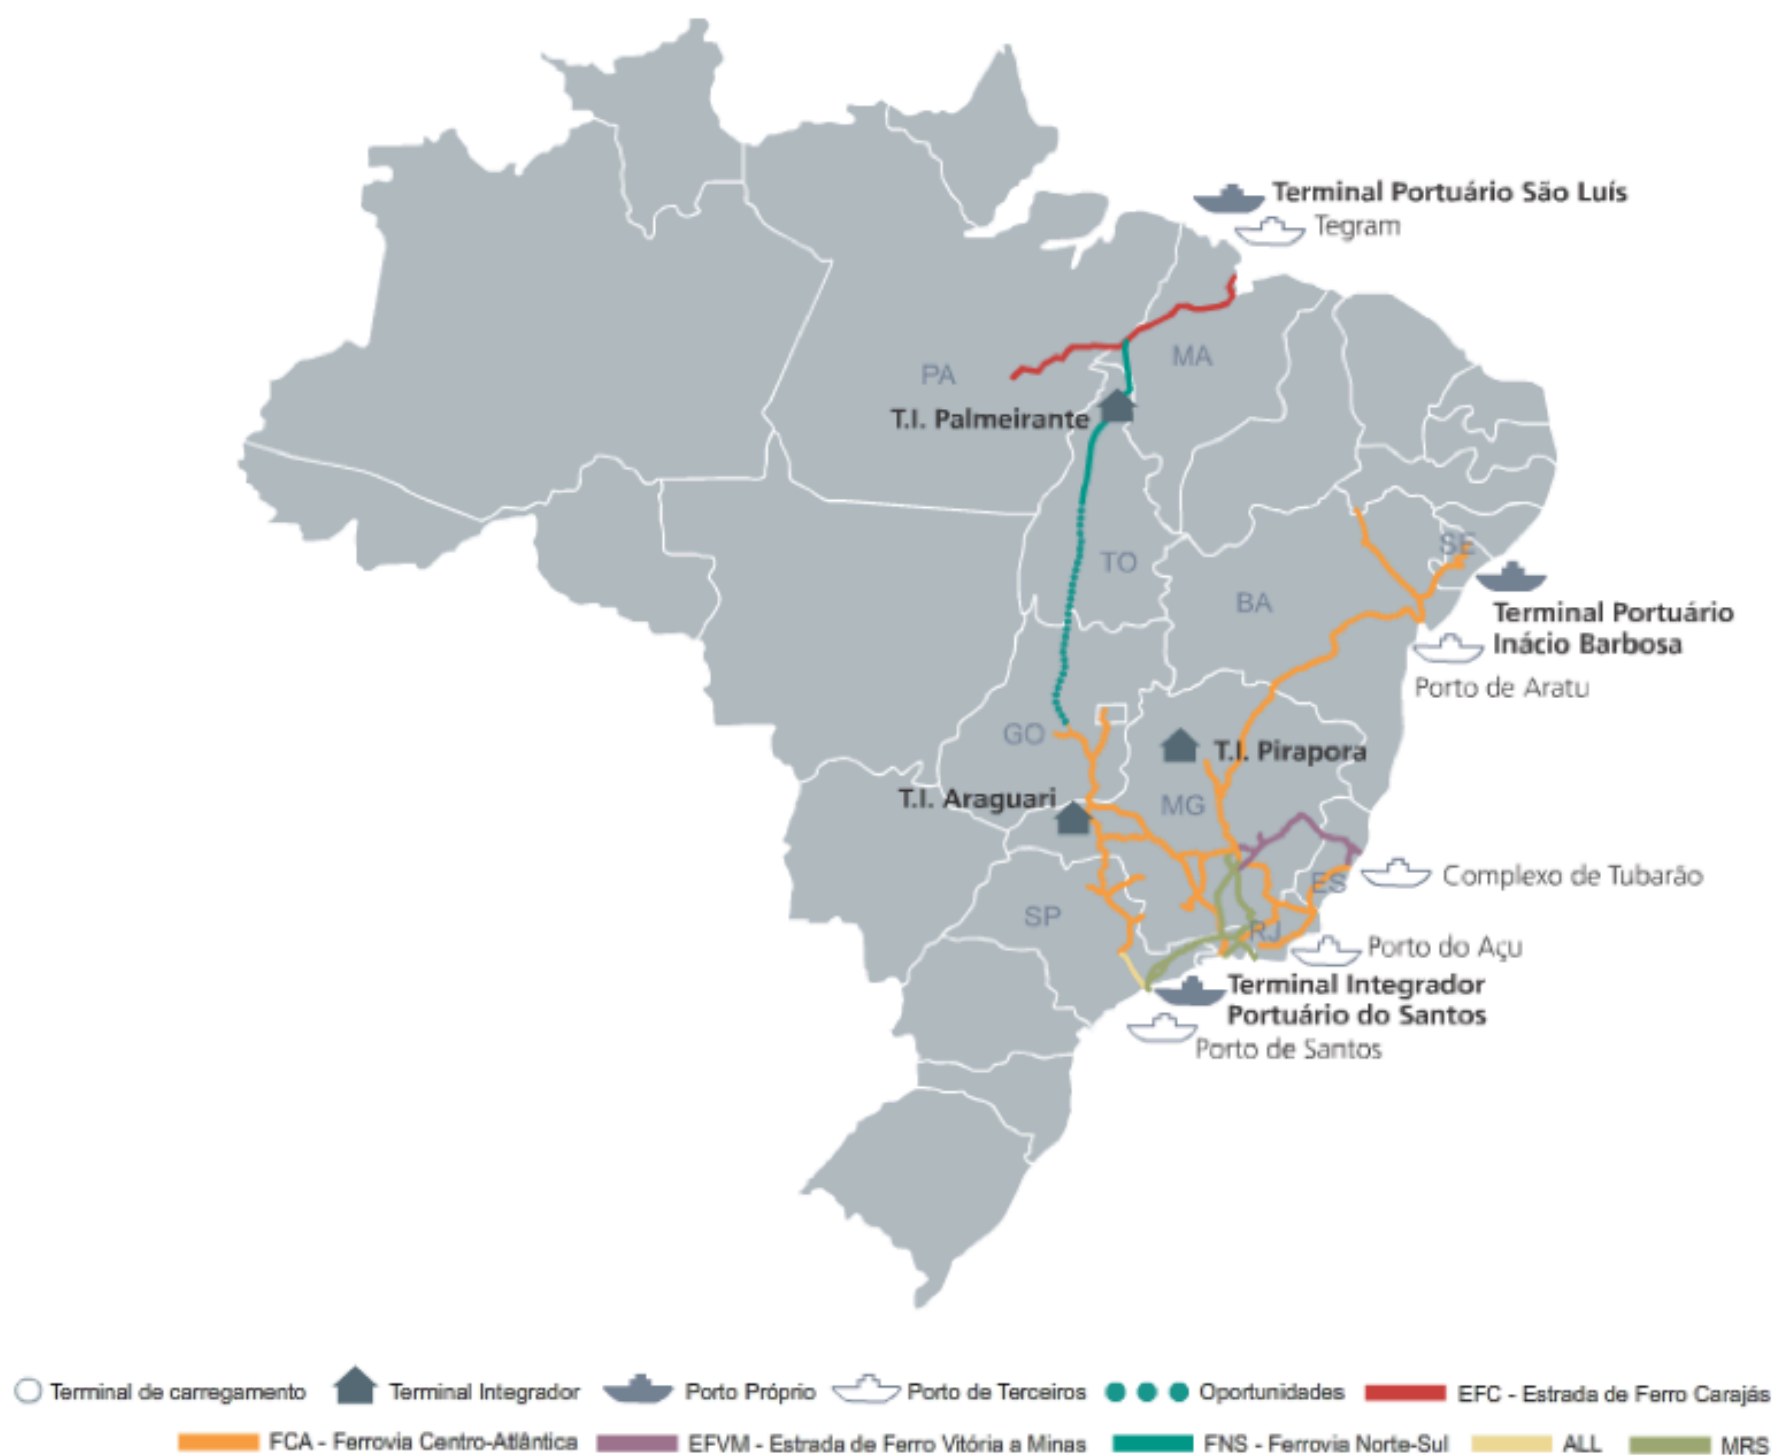 Terminal Portuário São Luís
Tegram
MA
PA
T.I. Palmeirante
TO
SE
BA
Terminal Portuário
Inácio Barbosa
Porto de Aratu
GO
T.I. Pirapora
T.I. Araguari
MG
Complexo de Tubarão
ES
SP
RJ
Porto do Açu
Terminal Integrador
Portuário do Santos
Porto de Santos
Terminal de carregamento
Terminal Integrador
Porto Próprio
Porto de Terceiros
Oportunidades
EFC - Estrada de Ferro Carajás
FCA - Ferrovia Centro-Atlântica
EFVM - Estrada de Ferro Vitória a Minas
FNS - Ferrovia Norte-Sul
ALL
MRS